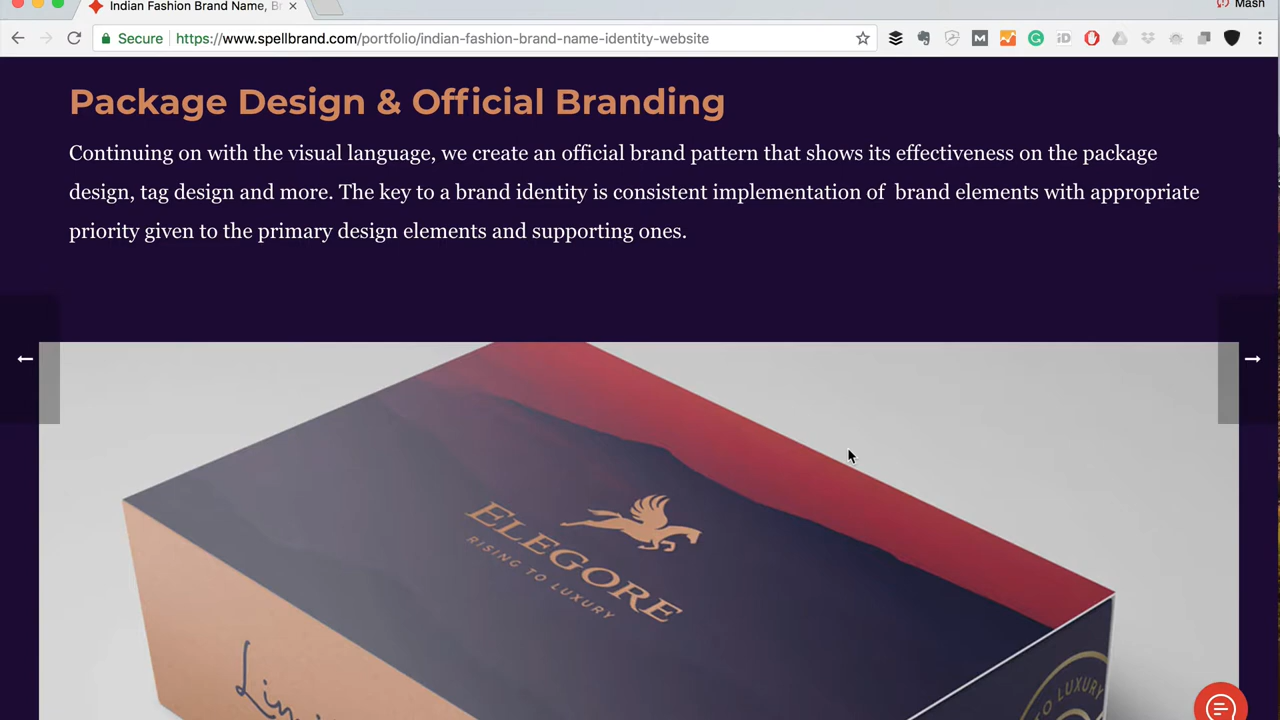 Indian Fashion Brand Name, Br
Mash
Secure
https://www.spellbrand.com/portfolio/indian-fashion-brand-name-identity-website
Package Design & Official Branding
Continuing on with the visual language, we create an official brand pattern that shows its effectiveness on the package
design, tag design and more. The key to a brand identity is consistent implementation of brand elements with appropriate
priority given to the primary design elements and supporting ones.
ELEGORE
RISING TO LUXURY
TO LUXURY